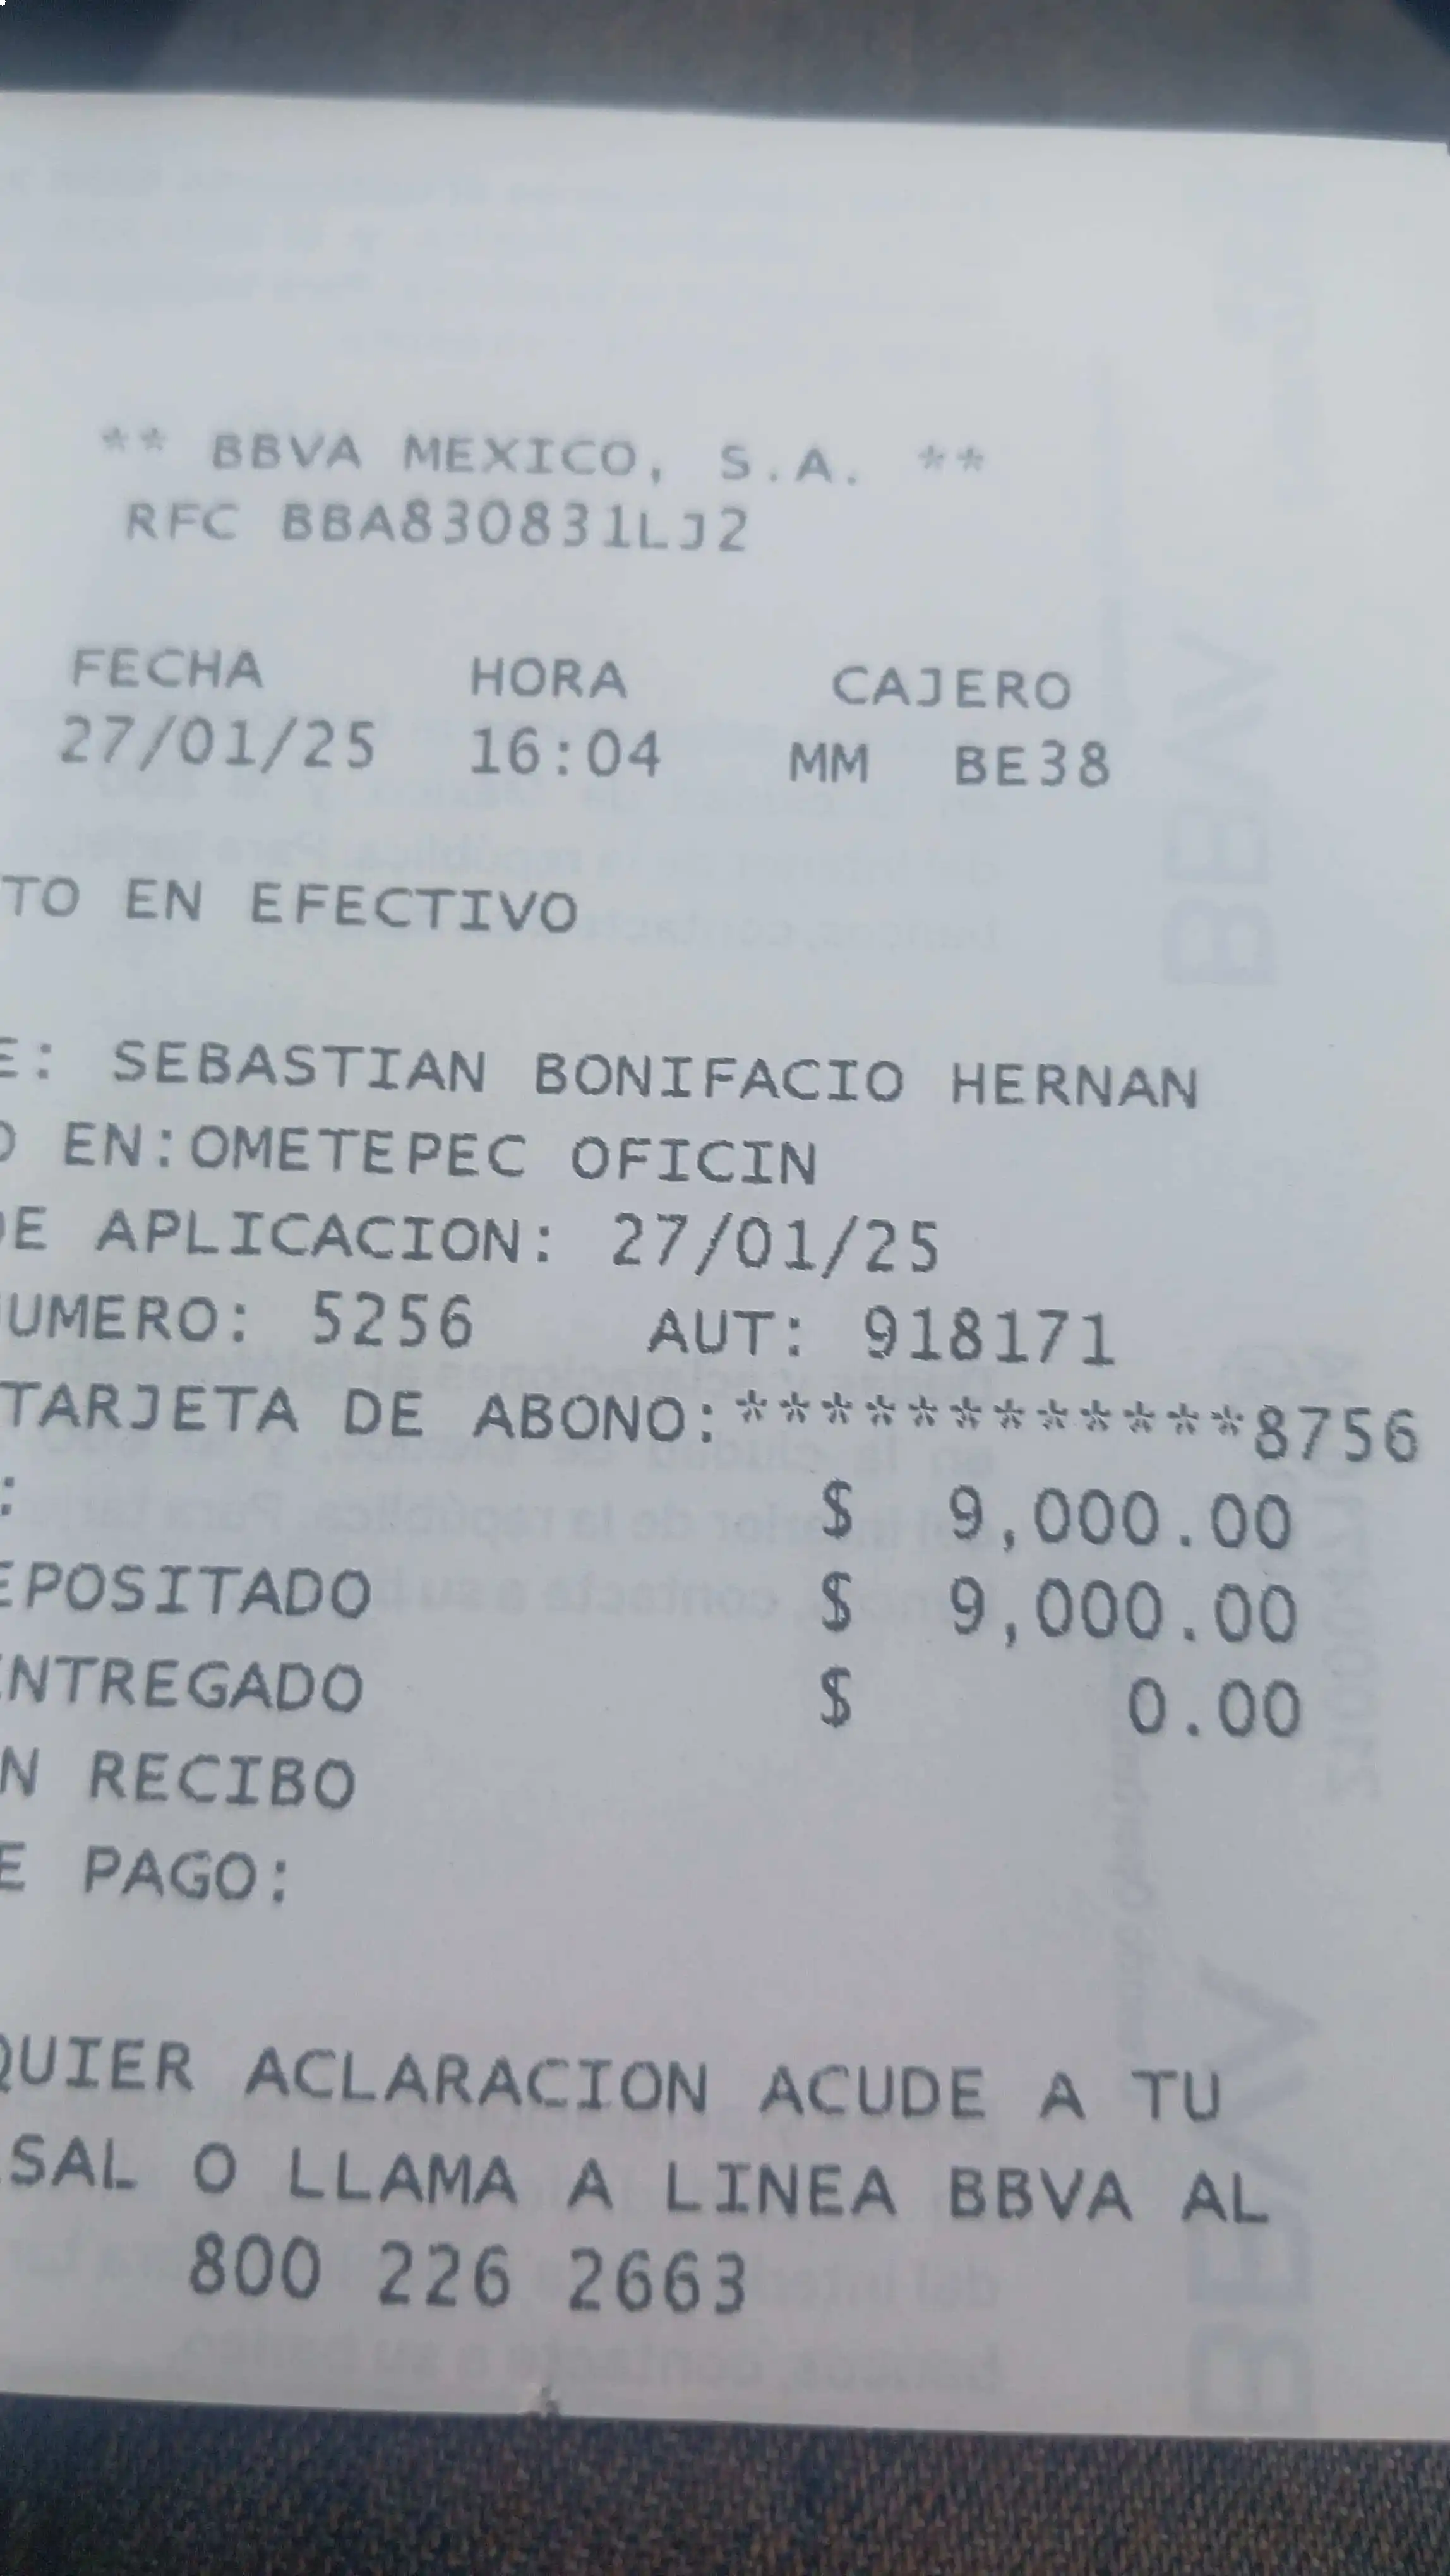 ** BBVA MEXICO, S.A. **
RFC BBA830831LJ2
FECHA HORA CAJERO
27/01/25 16:04 MM BE38
TO EN EFECTIVO
E: SEBASTIAN BONIFACIO HERNAN
O EN:OMETEPEC OFICIN
DE APLICACION: 27/01/25
UMERO: 5256 AUT: 918171
TARJETA DE ABONO:************8756
: $ 9,000.00
EPOSITADO $ 9,000.00
ENTREGADO $ 0.00
N RECIBO
E PAGO:
QUIER ACLARACION ACUDE A TU
SAL O LLAMA A LINEA BBVA AL
800 226 2663